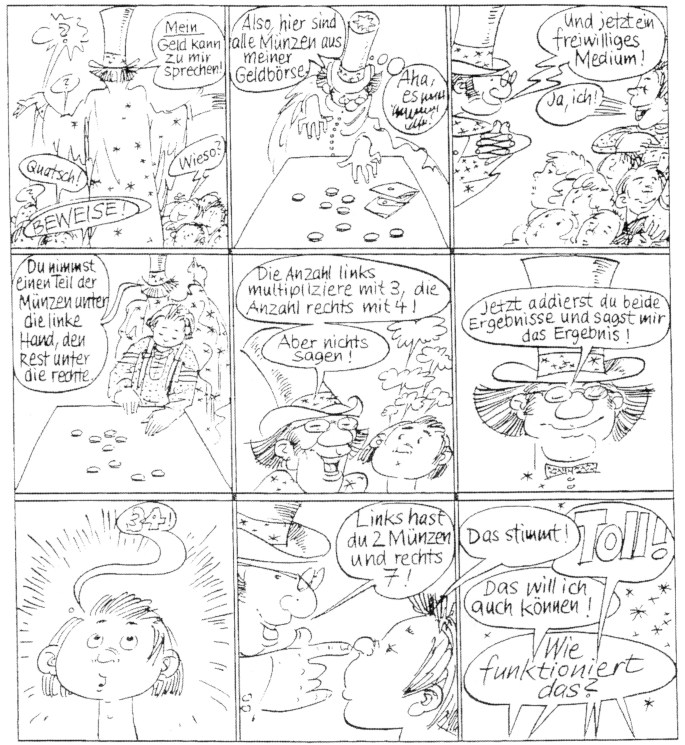 ?
?
Mein
Geld kann
zu mir
sprechen!
Quatsch!
Wieso?
BEWEISE!
Also, hier sind
alle Münzen aus
meiner
Geldbörse.
Aha,
es
Und jetzt ein
freiwilliges
Medium!
Ja, ich!
Du nimmst
einen Teil der
Münzen unter
die linke
Hand, den
Rest unter
die rechte.
Die Anzahl links
multipliziere mit 3, die
Anzahl rechts mit 4!
Aber nichts
sagen!
Jetzt addierst du beide
Ergebnisse und sagst mir
das Ergebnis!
34!
Links hast
du 2 Münzen
und rechts
7!
Das stimmt!
Toll!
Das will ich
auch können!
Wie
funktioniert
das?